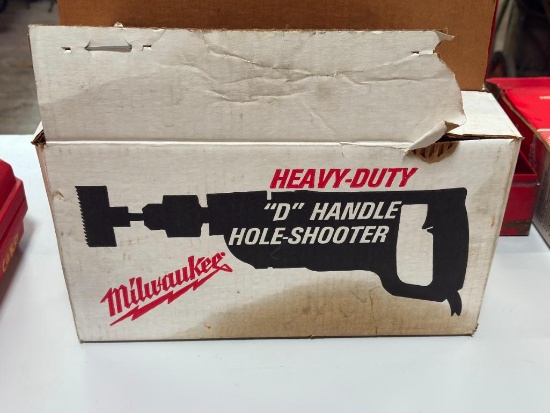 HEAVY-DUTY
"D" HANDLE
HOLE-SHOOTER
Milwaukee